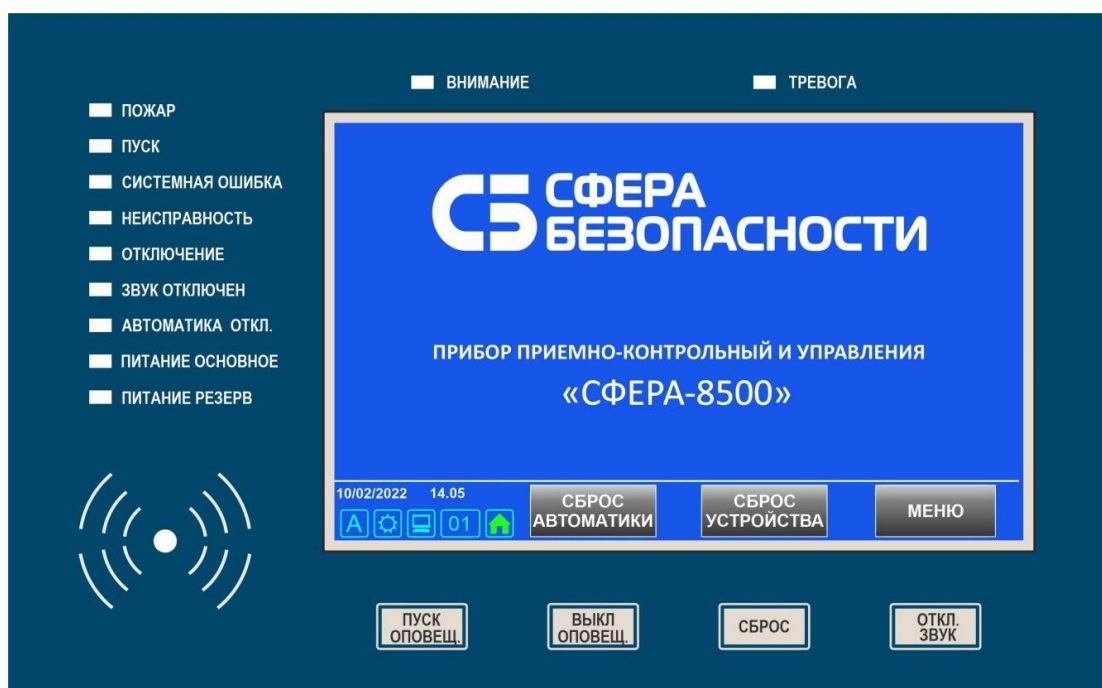 ВНИМАНИЕ
ТРЕВОГА
ПОЖАР
ПУСК
СИСТЕМНАЯ ОШИБКА
НЕИСПРАВНОСТЬ
ОТКЛЮЧЕНИЕ
ЗВУК ОТКЛЮЧЕН
АВТОМАТИКА ОТКЛ.
ПИТАНИЕ ОСНОВНОЕ
ПИТАНИЕ РЕЗЕРВ
СБ
СФЕРА
БЕЗОПАСНОСТИ
ПРИБОР ПРИЕМНО-КОНТРОЛЬНЫЙ И УПРАВЛЕНИЯ
«СФЕРА-8500»
10/02/2022 14.05
A 01
СБРОС
АВТОМАТИКИ
СБРОС
УСТРОЙСТВА
МЕНЮ
ПУСК
ОПОВЕЩ.
ВЫКЛ
ОПОВЕЩ.
СБРОС
ОТКЛ.
ЗВУК